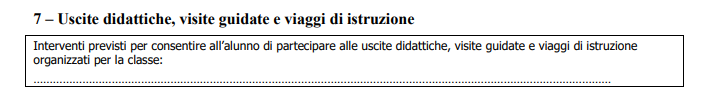 7 – Uscite didattiche, visite guidate e viaggi di istruzione
Interventi previsti per consentire all’alunno di partecipare alle uscite didattiche, visite guidate e viaggi di istruzione
organizzati per la classe:
……………………………………………………………………………………………………………………………………………………………